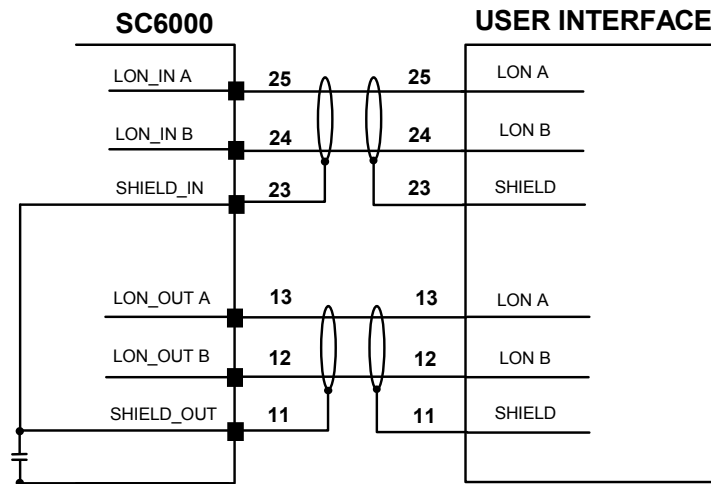 SC6000 USER INTERFACE
LON_IN A 25 25 LON A
LON_IN B 24 24 LON B
SHIELD_IN 23 23 SHIELD
LON_OUT A 13 13 LON A
LON_OUT B 12 12 LON B
SHIELD_OUT 11 11 SHIELD